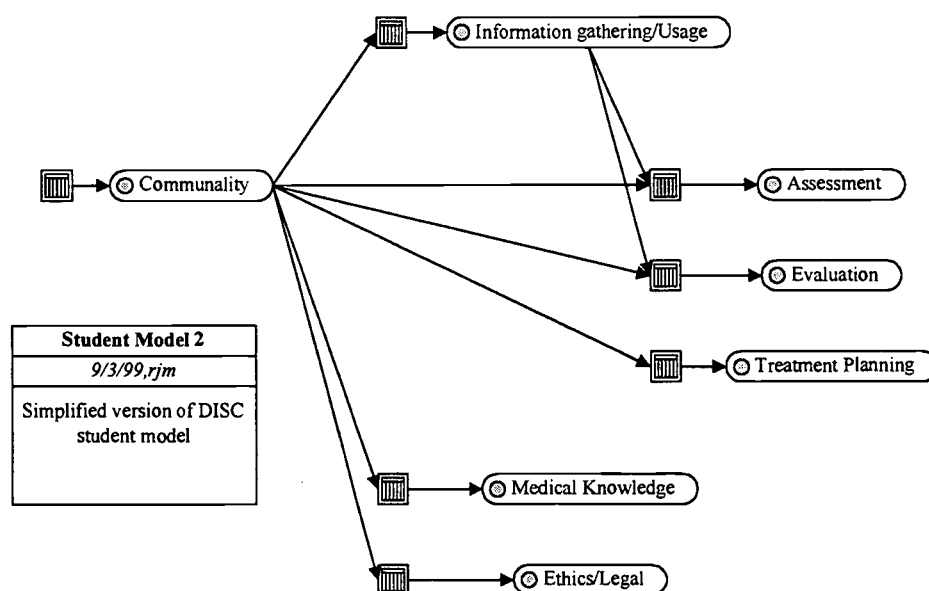 Information gathering/Usage
Communality
Assessment
Evaluation
Student Model 2
9/3/99,rjm
Simplified version of DISC
student model
Treatment Planning
Medical Knowledge
Ethics/Legal